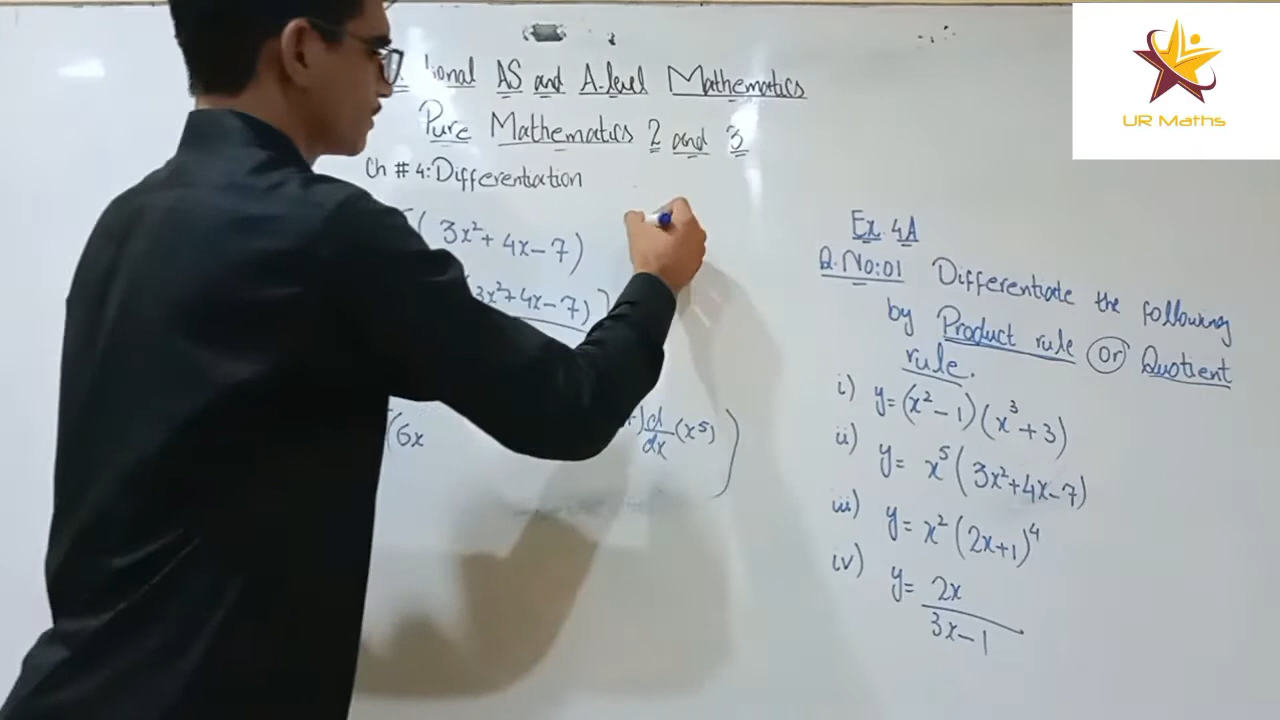 AS and A-level Mathematics
Pure Mathematics 2 and 3
Ch # 4: Differentiation
( 3x²+ 4x-7)
3x²+4x-7)
(6x
d/dx (x⁵))
Ex. 4A
Q.No:01 Differentiate the following
by Product rule Or Quotient
rule.
i) y=(x²-1)(x³+3)
ii) y= x⁵(3x²+4x-7)
iii) y= x²(2x+1)⁴
iv) y= 2x
3x-1
UR Maths